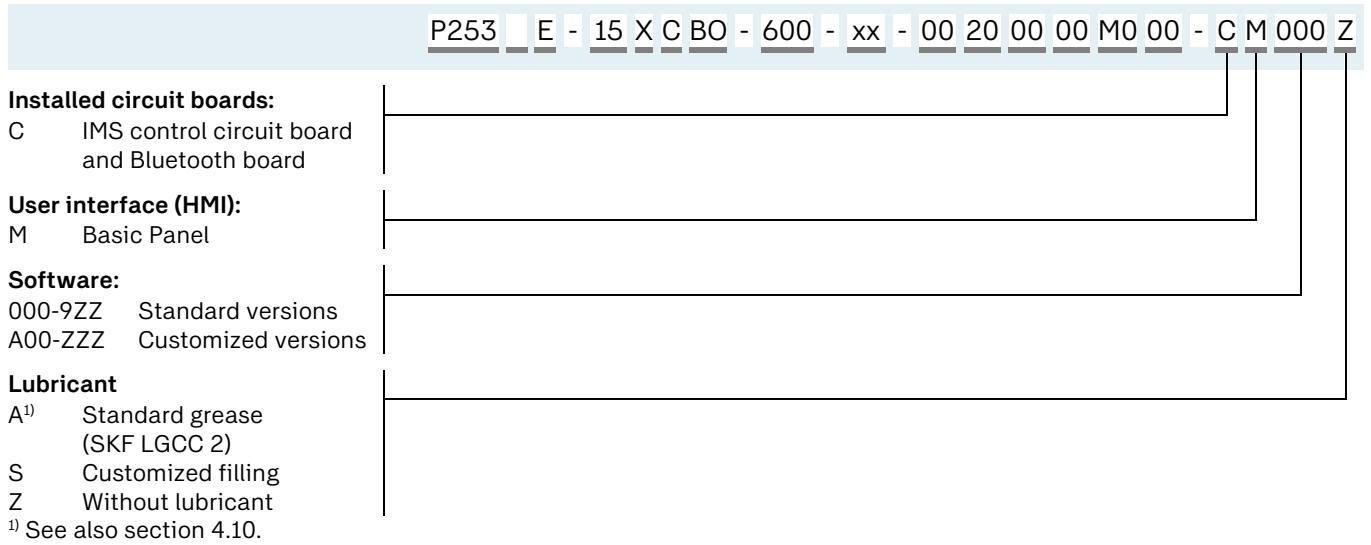 P253 _ E - 15 X C BO - 600 - xx - 00 20 00 00 M0 00 - C M 000 Z
Installed circuit boards:
C IMS control circuit board
and Bluetooth board
User interface (HMI):
M Basic Panel
Software:
000-9ZZ Standard versions
A00-ZZZ Customized versions
Lubricant
A1) Standard grease
(SKF LGCC 2)
S Customized filling
Z Without lubricant
1) See also section 4.10.